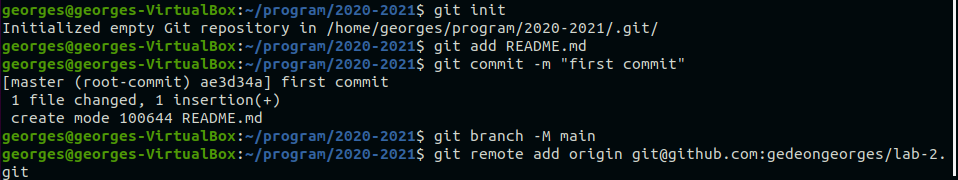 georges@georges-VirtualBox:~/program/2020-2021$ git init
Initialized empty Git repository in /home/georges/program/2020-2021/.git/
georges@georges-VirtualBox:~/program/2020-2021$ git add README.md
georges@georges-VirtualBox:~/program/2020-2021$ git commit -m "first commit"
[master (root-commit) ae3d34a] first commit
 1 file changed, 1 insertion(+)
 create mode 100644 README.md
georges@georges-VirtualBox:~/program/2020-2021$ git branch -M main
georges@georges-VirtualBox:~/program/2020-2021$ git remote add origin git@github.com:gedeongeorges/lab-2.
git